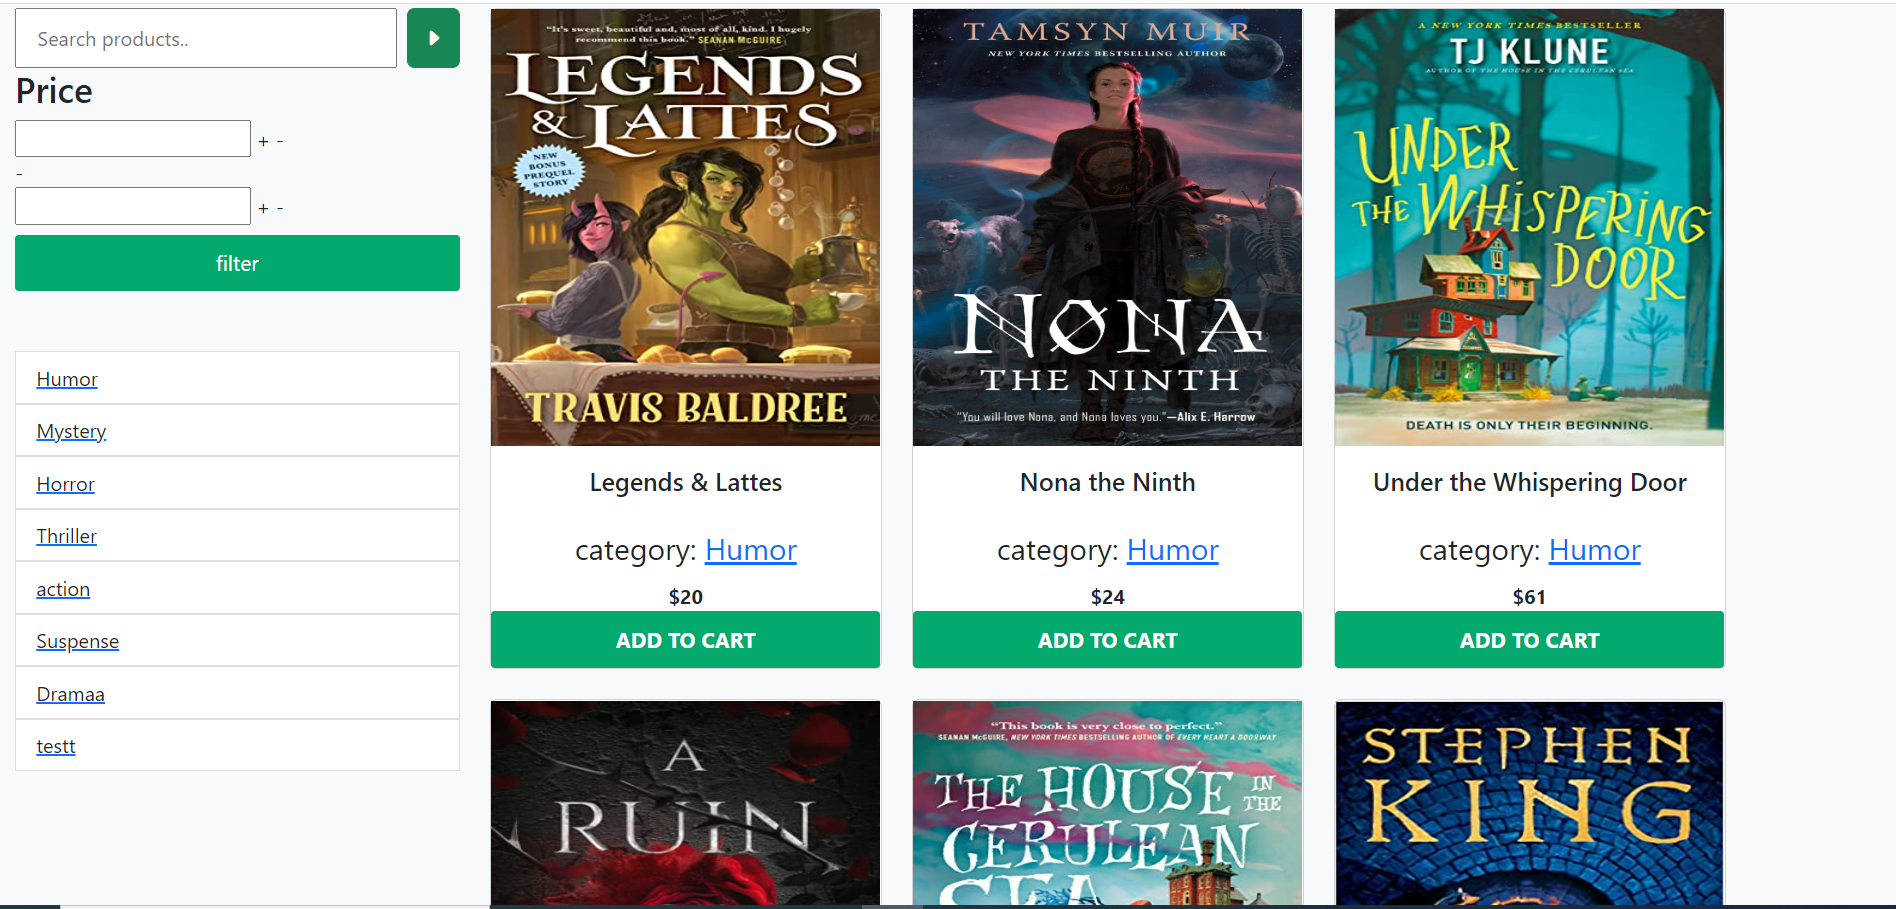 Search products..
Price
+ -
-
+ -
filter
Humor
Mystery
Horror
Thriller
action
Suspense
Dramaa
testt
"It's sweet, beautiful and, most of all, kind. I hugely
recommend this book." SEANAN McGUIRE
LEGENDS
& LATTES
NEW
BONUS
PREQUEL
STORY
TRAVIS BALDREE
Legends & Lattes
category: Humor
$20
ADD TO CART
TAMSYN MUIR
NEW YORK TIMES BESTSELLING AUTHOR
NONA
THE NINTH
"You will love Nona, and Nona loves you."—Alix E. Harrow
Nona the Ninth
category: Humor
$24
ADD TO CART
A NEW YORK TIMES BESTSELLER
TJ KLUNE
AUTHOR OF THE HOUSE IN THE CERULEAN SEA
UNDER
THE WHISPERING
DOOR
DEATH IS ONLY THEIR BEGINNING.
Under the Whispering Door
category: Humor
$61
ADD TO CART
A
RUIN
"This book is very close to perfect."
SEANAN McGUIRE, NEW YORK TIMES BESTSELLING AUTHOR OF EVERY HEART A DOORWAY
THE HOUSE IN THE
CERULEAN
SEA
STEPHEN
KING